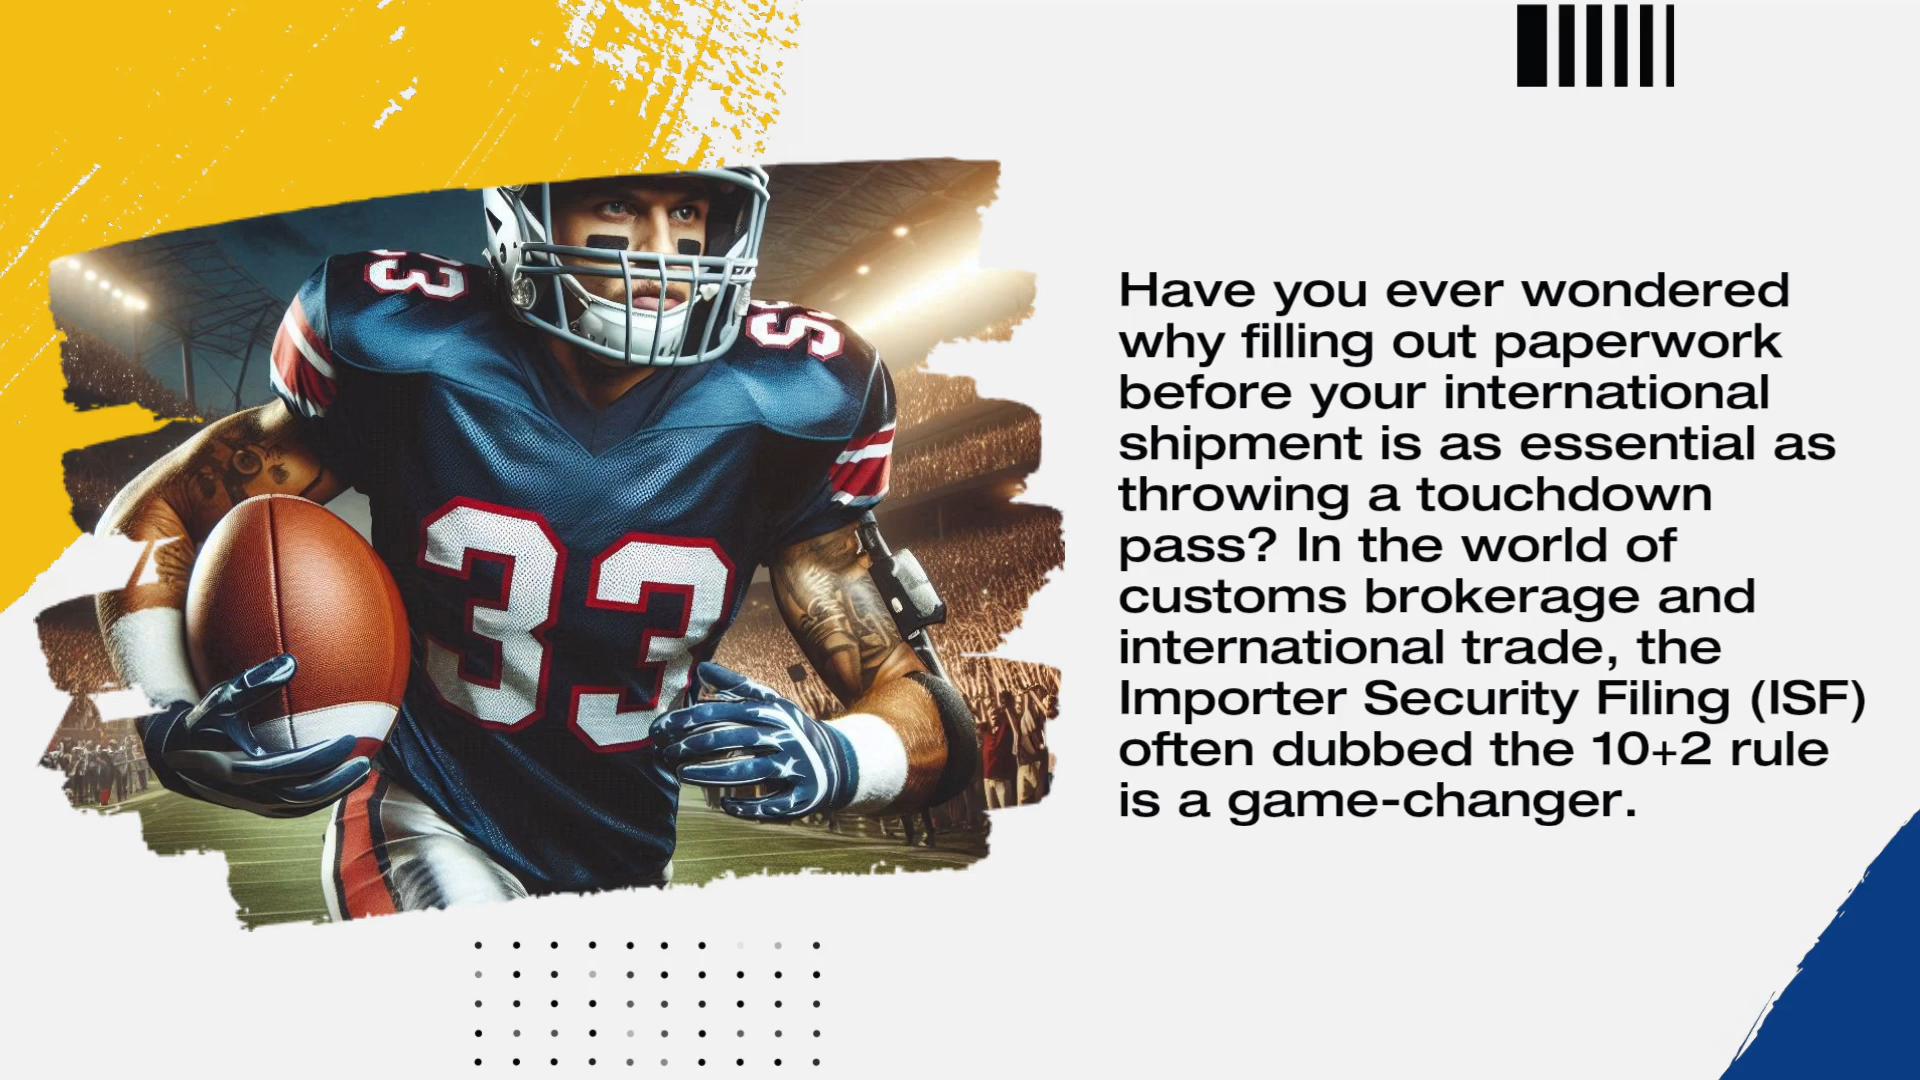 Have you ever wondered
why filling out paperwork
before your international
shipment is as essential as
throwing a touchdown
pass? In the world of
customs brokerage and
international trade, the
Importer Security Filing (ISF)
often dubbed the 10+2 rule
is a game-changer.
33